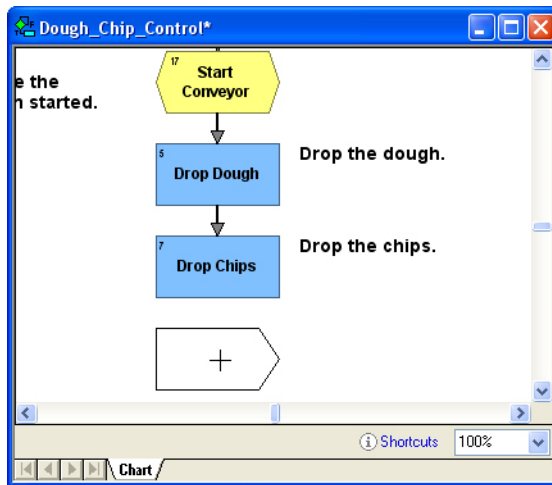 Dough_Chip_Control*
e the
n started.
17
Start
Conveyor
5
Drop Dough
Drop the dough.
7
Drop Chips
Drop the chips.
Shortcuts
100%
Chart